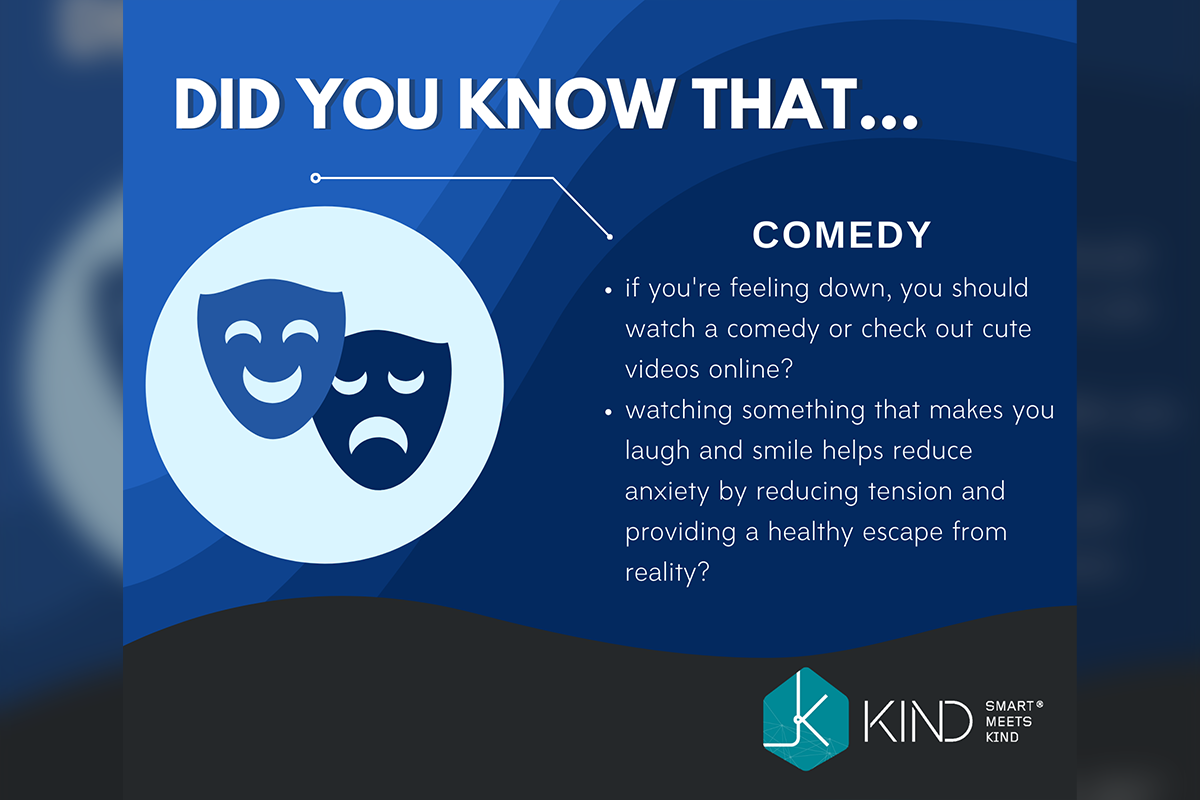 DID YOU KNOW THAT...
COMEDY
• if you're feeling down, you should
watch a comedy or check out cute
videos online?
• watching something that makes you
laugh and smile helps reduce
anxiety by reducing tension and
providing a healthy escape from
reality?
KIND
SMART®
MEETS
KIND